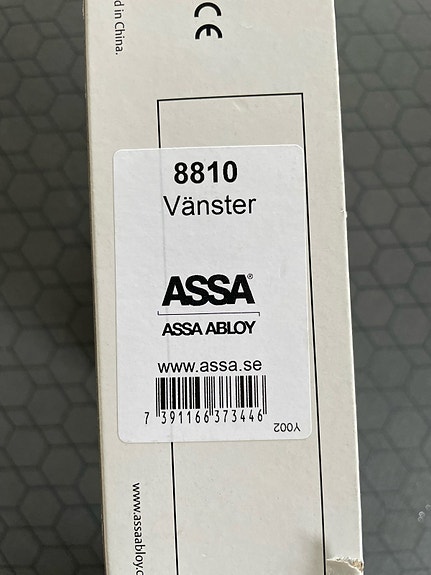 d in China.
CE
8810
Vänster
ASSA®
ASSA ABLOY
www.assa.se
7 391166 373446
Y002
www.assaabloy.c